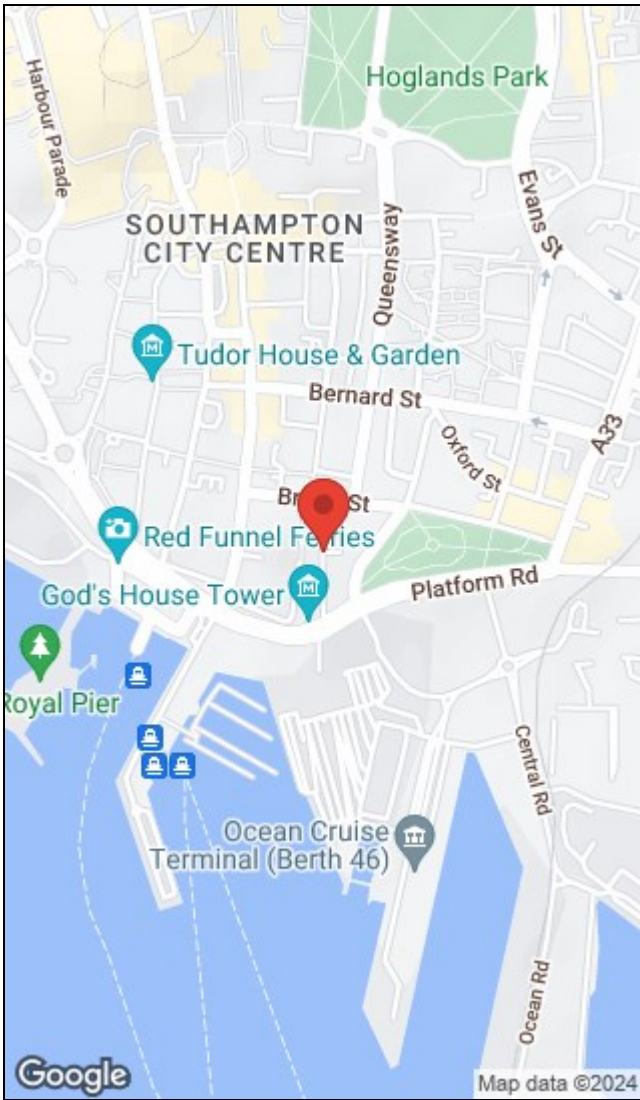 Hoglands Park
Harbour Parade
Evans St
SOUTHAMPTON
CITY CENTRE
Queensway
Tudor House & Garden
Bernard St
A33
Oxford St
St
Red Funnel Ferries
God's House Tower
Platform Rd
Royal Pier
Central Rd
Ocean Cruise
Terminal (Berth 46)
Ocean Rd
Google
Map data ©2024